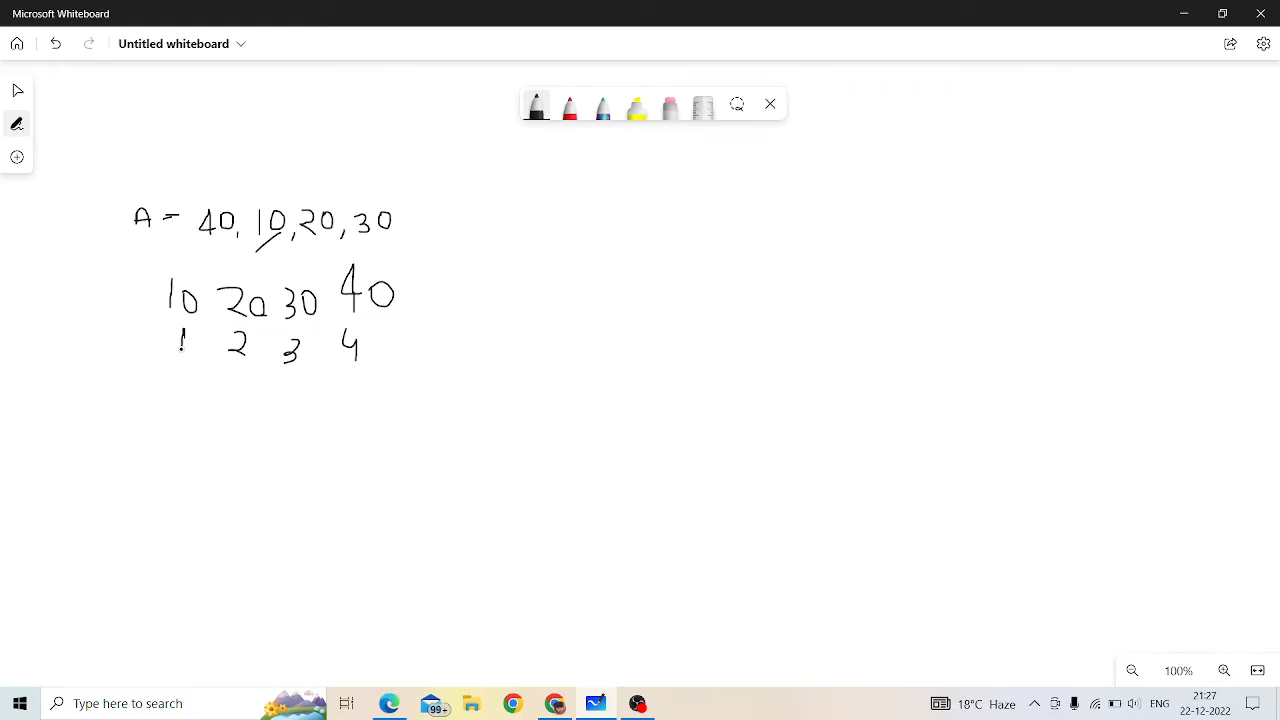 Microsoft Whiteboard
Untitled whiteboard
A = 40, 10, 20, 30
10 20 30 40
1 2 3 4
100%
Type here to search
99+
18°C Haze
ENG
21:27
22-12-2022